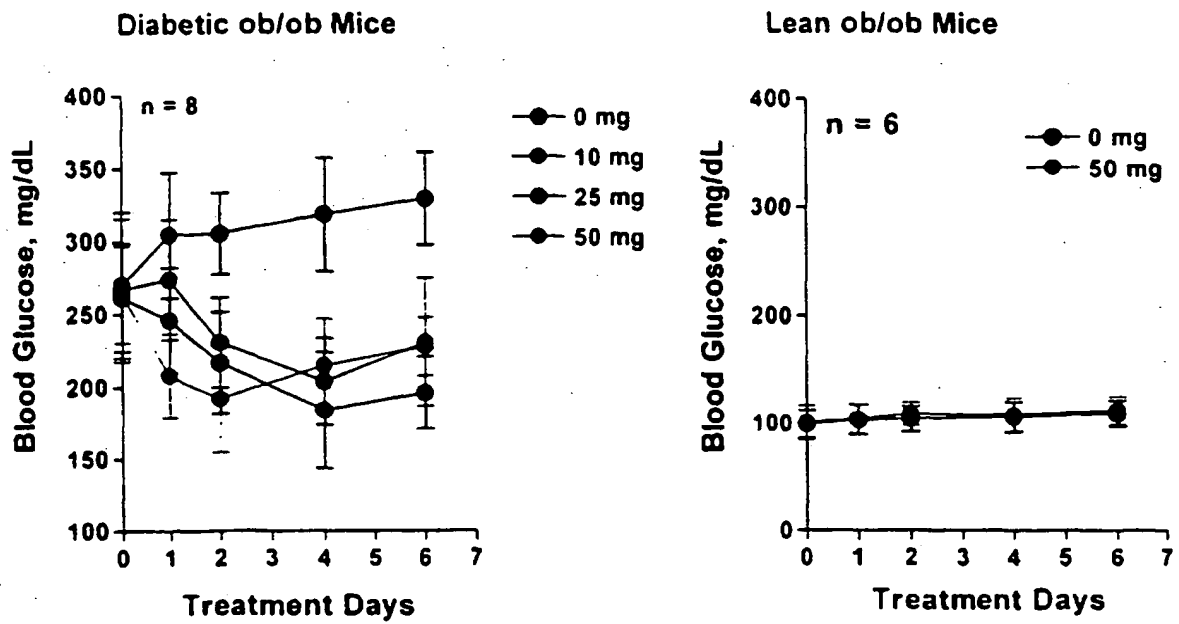 Diabetic ob/ob Mice
400
350
300
250
200
150
100
Blood Glucose, mg/dL
n = 8
0 mg
10 mg
25 mg
50 mg
0 1 2 3 4 5 6 7
Treatment Days
Lean ob/ob Mice
400
300
200
100
0
Blood Glucose, mg/dL
n = 6
0 mg
50 mg
0 1 2 3 4 5 6 7
Treatment Days